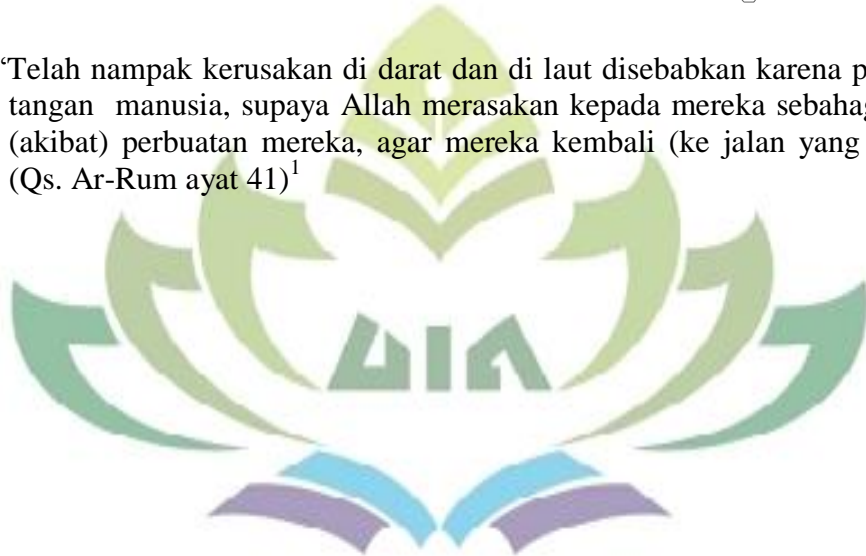 “Telah nampak kerusakan di darat dan di laut disebabkan karena
tangan manusia, supaya Allah merasakan kepada mereka
(akibat) perbuatan mereka, agar mereka kembali (ke jalan yang
(Qs. Ar-Rum ayat 41)¹
UIN